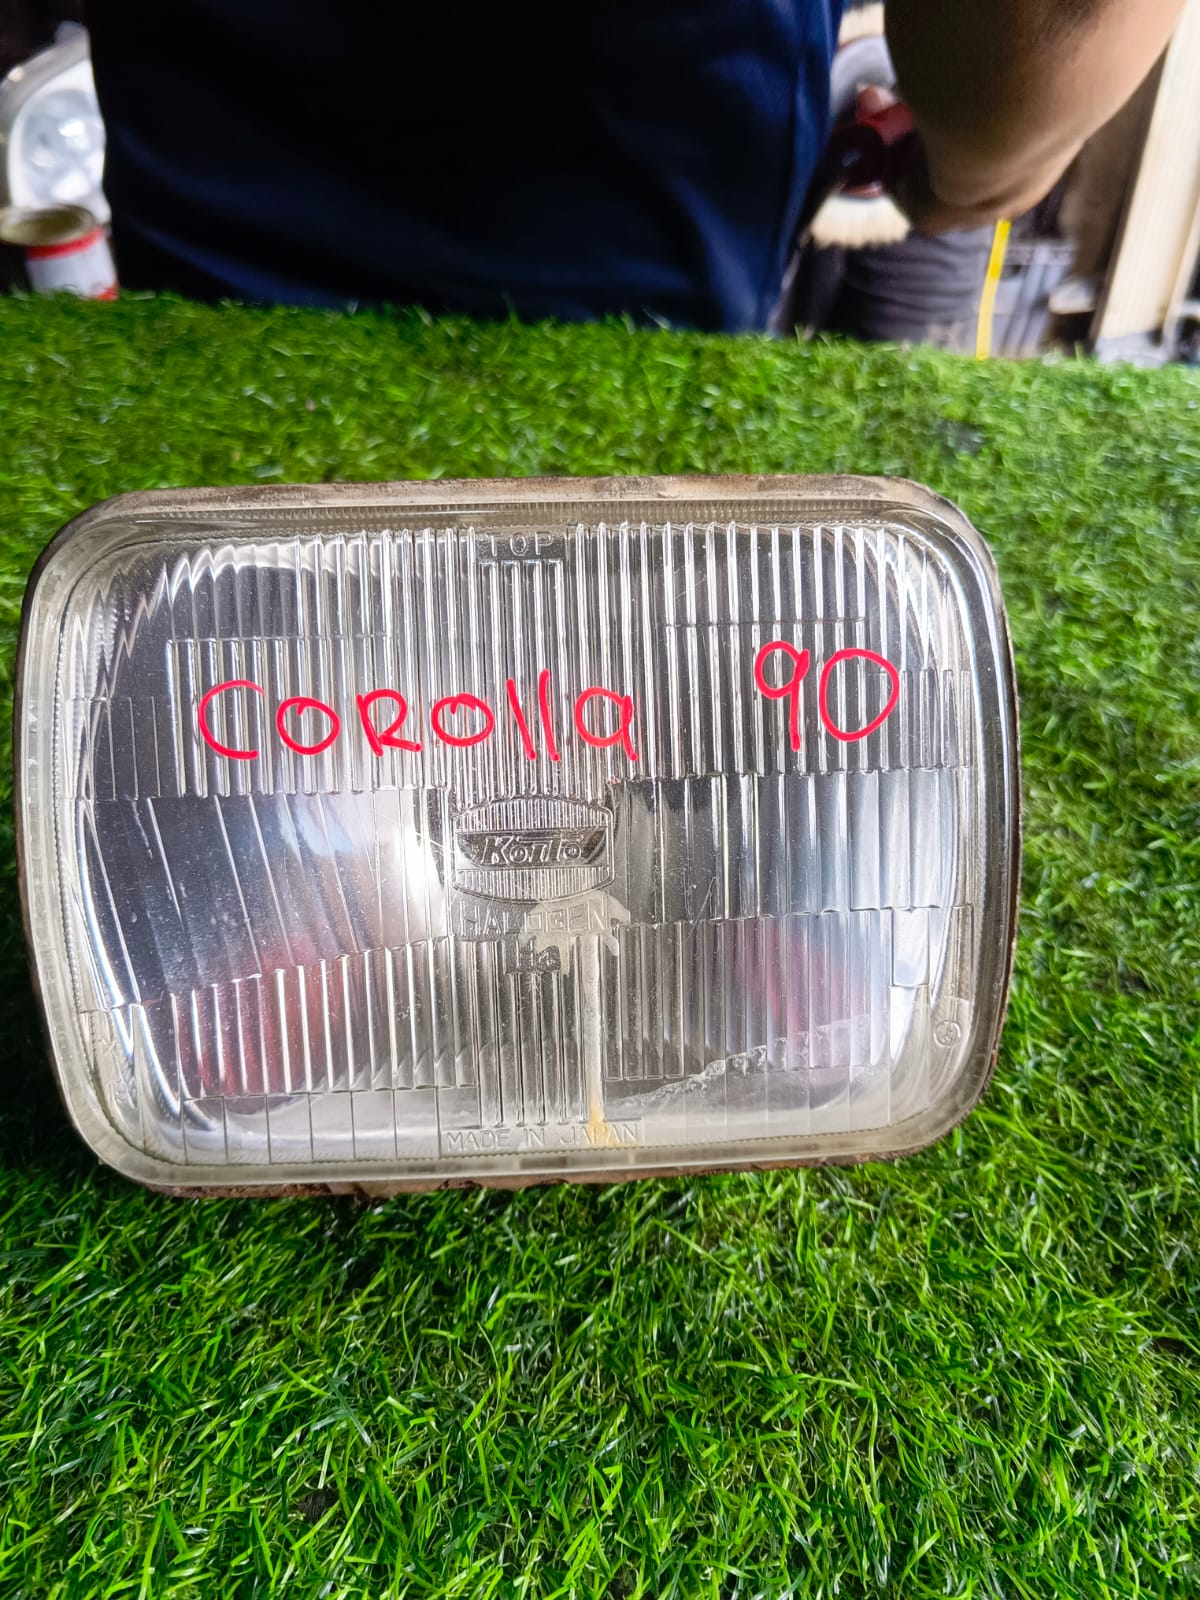 TOP
COROlla 90
Koito
HALOGEN
MADE IN JAPAN